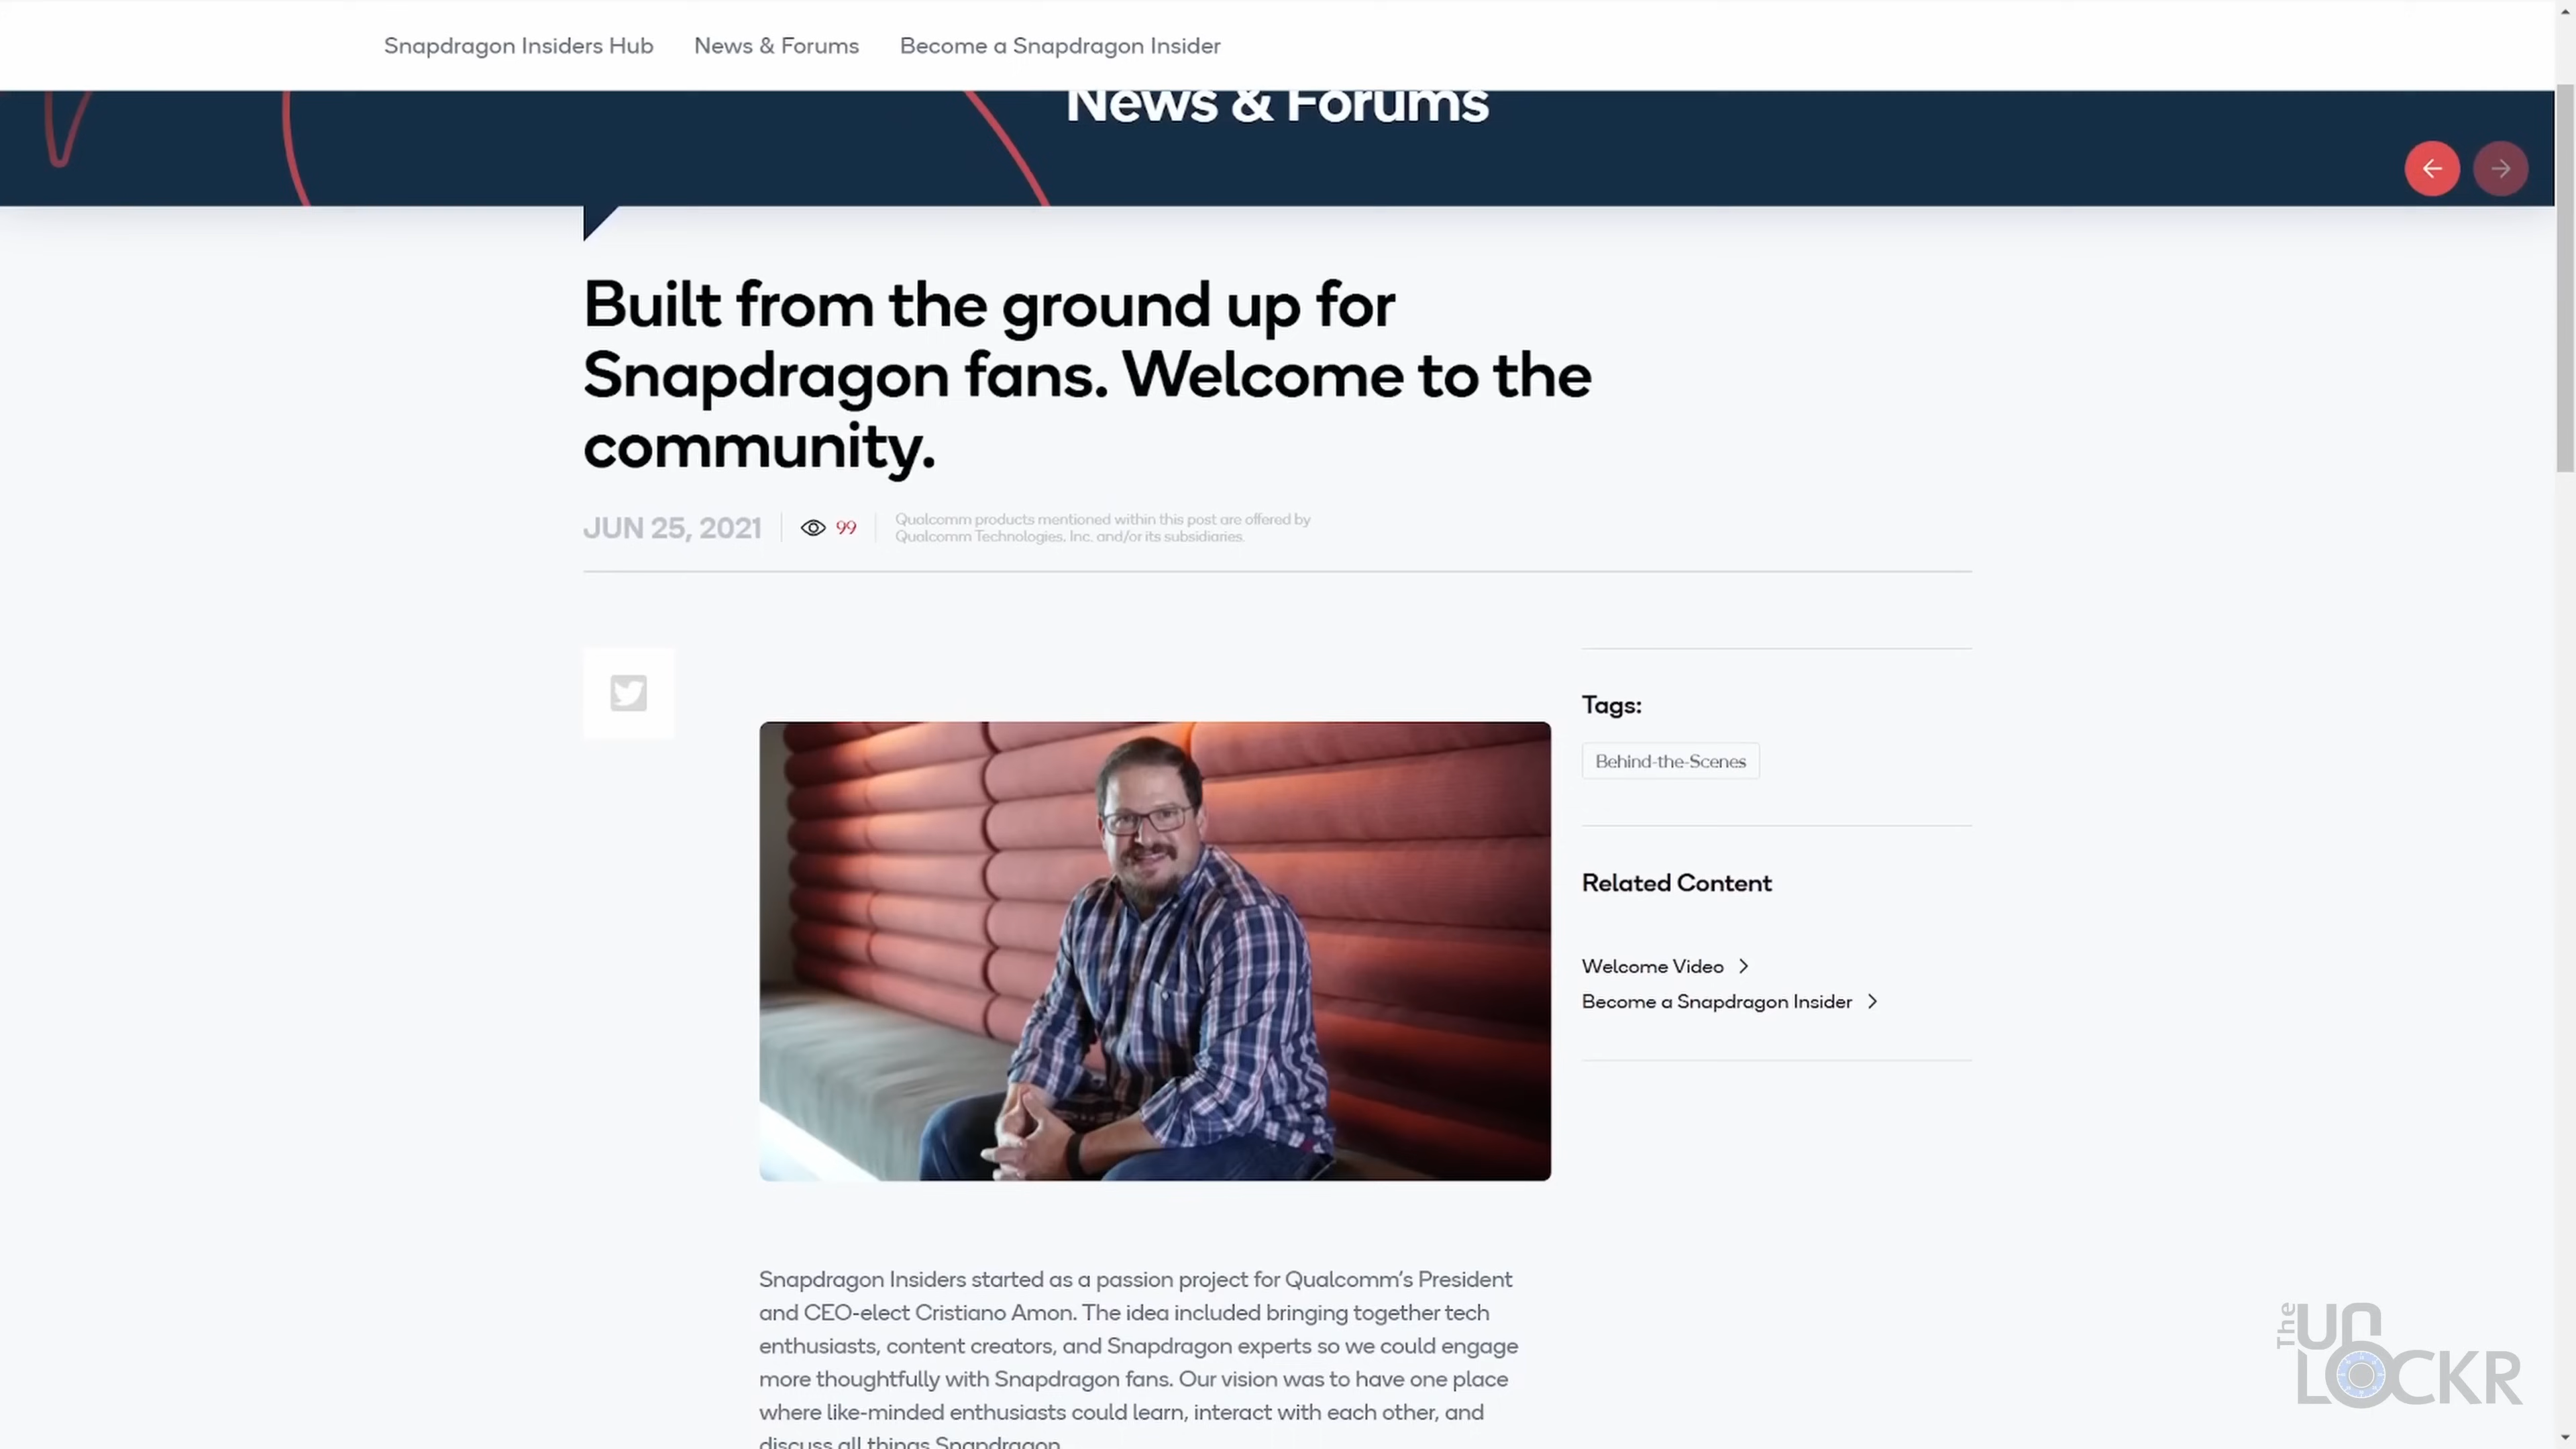 Snapdragon Insiders Hub News & Forums Become a Snapdragon Insider
News & Forums
Built from the ground up for
Snapdragon fans. Welcome to the
community.
JUN 25, 2021
99
Qualcomm products mentioned within this post are offered by
Qualcomm Technologies, Inc. and/or its subsidiaries.
Tags:
Behind-the-Scenes
Related Content
Welcome Video
Become a Snapdragon Insider
Snapdragon Insiders started as a passion project for Qualcomm's President
and CEO-elect Cristiano Amon. The idea included bringing together tech
enthusiasts, content creators, and Snapdragon experts so we could engage
more thoughtfully with Snapdragon fans. Our vision was to have one place
where like-minded enthusiasts could learn, interact with each other, and
discuss all things Snapdragon.
The UNLOCKR